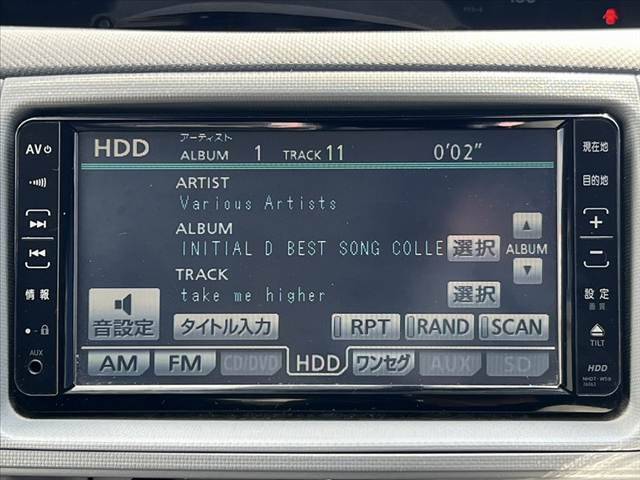 AV
HDD
アーティスト
ALBUM 1 TRACK 11 0'02"
現在地
目的地
ARTIST
Various Artists
ALBUM
INITIAL D BEST SONG COLLE 選択 ALBUM
TRACK
take me higher 選択
情報
設定
画質
音設定
タイトル入力
RPT RAND SCAN
TILT
AUX
AM FM CD/DVD HDD ワンセグ AUX SD
HDD